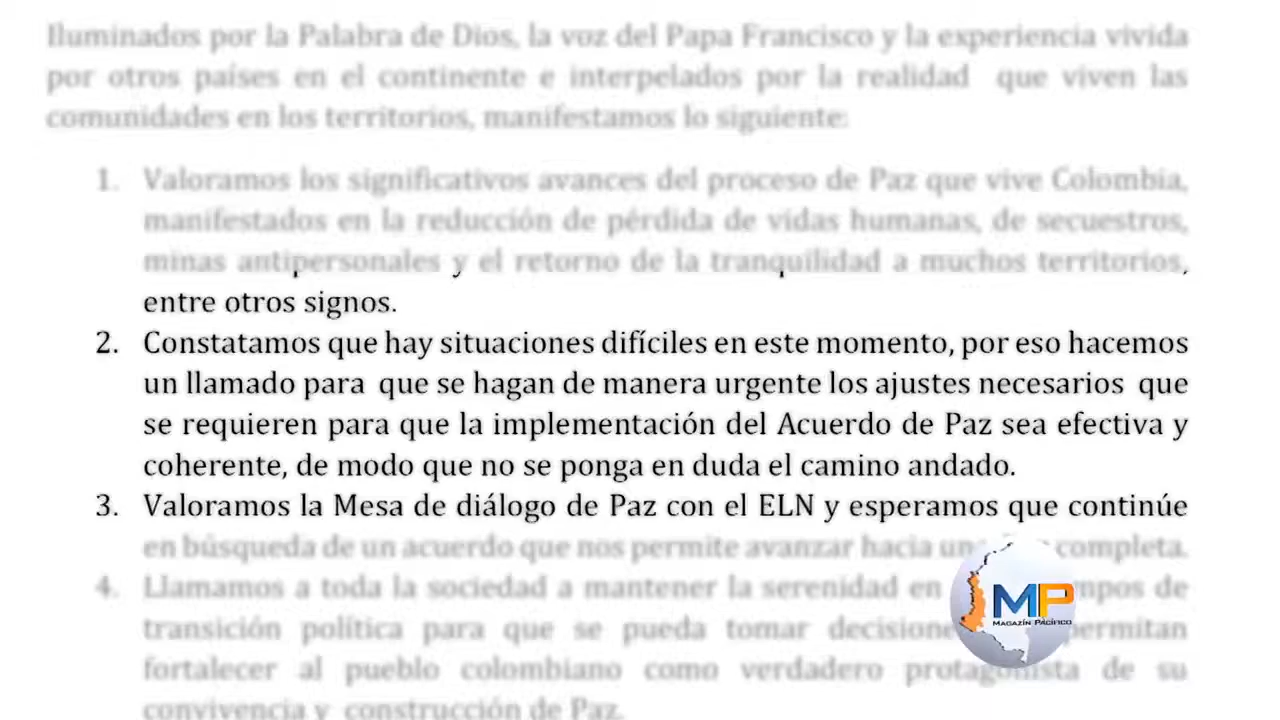 Iluminados por la Palabra de Dios, la voz del Papa Francisco y la experiencia vivida
por otros países en el continente e interpelados por la realidad que viven las
comunidades en los territorios, manifestamos lo siguiente:
1. Valoramos los significativos avances del proceso de Paz que vive Colombia,
manifestados en la reducción de pérdida de vidas humanas, de secuestros,
minas antipersonales y el retorno de la tranquilidad a muchos territorios,
entre otros signos.
2. Constatamos que hay situaciones difíciles en este momento, por eso hacemos
un llamado para que se hagan de manera urgente los ajustes necesarios que
se requieren para que la implementación del Acuerdo de Paz sea efectiva y
coherente, de modo que no se ponga en duda el camino andado.
3. Valoramos la Mesa de diálogo de Paz con el ELN y esperamos que continúe
en búsqueda de un acuerdo que nos permite avanzar hacia completa.
4. Llamamos a toda la sociedad a mantener la serenidad en de
transición política para que se pueda tomar permitan
fortalecer al pueblo colombiano como verdadero protagonista de su
convivencia y construcción de Paz.
MP
MAGAZÍN PACÍFICO